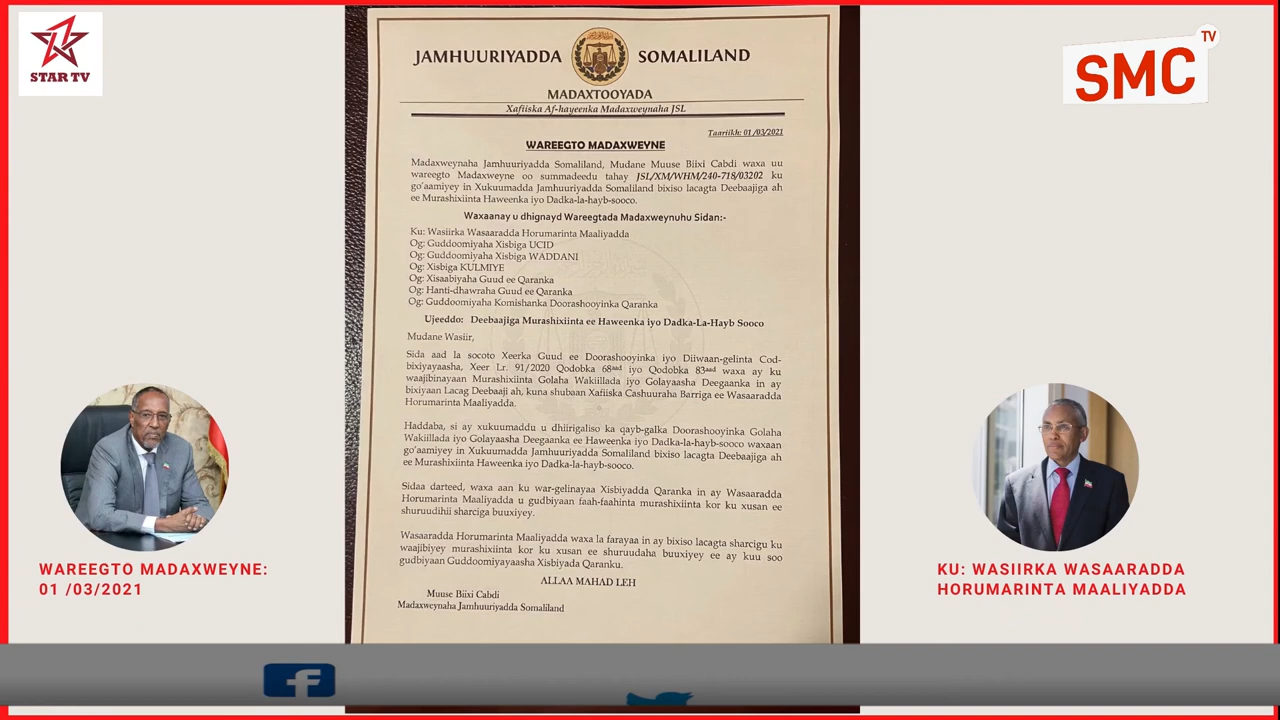 STAR TV
SMC
TV
JAMHUURIYADDA SOMALILAND
MADAXTOOYADA
Xafiiska Af-hayeenka Madaxweynaha JSL
Taariikh: 01/03/2021
WAREEGTO MADAXWEYNE
Madaxweynaha Jamhuuriyadda Somaliland, Mudane Muuse Biixi Cabdi waxa uu
wareegto Madaxweyne oo summadeedu tahay JSL/XM/WHM/240-718/03202 ku
go'aamiyey in Xukuumadda Jamhuuriyadda Somaliland bixiso lacagta Deebaajiga ah
ee Murashixiinta Haweenka iyo Dadka-la-hayb-sooco.
Waxaanay u dhignayd Wareegtada Madaxweynuhu Sidan:-
Ku: Wasiirka Wasaaradda Horumarinta Maaliyadda
Og: Guddoomiyaha Xisbiga UCID
Og: Guddoomiyaha Xisbiga WADDANI
Og: Xisbiga KULMIYE
Og: Xisaabiyaha Guud ee Qaranka
Og: Hanti-dhawraha Guud ee Qaranka
Og: Guddoomiyaha Komishanka Doorashooyinka Qaranka
Ujeeddo: Deebaajiga Murashixiinta ee Haweenka iyo Dadka-La-Hayb Sooco
Mudane Wasiir,
Sida aad la socoto Xeerka Guud ee Doorashooyinka iyo Diiwaan-gelinta Cod-
bixiyayaasha, Xeer Lr. 91/2020 Qodobka 68aad iyo Qodobka 83aad waxa ay ku
waajibinayaan Murashixiinta Golaha Wakiillada iyo Golayaasha Deegaanka in ay
bixiyaan Lacag Deebaaji ah, kuna shubaan Xafiiska Cashuuraha Barriga ee Wasaaradda
Horumarinta Maaliyadda.
Haddaba, si ay xukuumaddu u dhiirigaliso ka qayb-galka Doorashooyinka Golaha
Wakiillada iyo Golayaasha Deegaanka ee Haweenka iyo Dadka-la-hayb-sooco waxaan
go'aamiyey in Xukuumadda Jamhuuriyadda Somaliland bixiso lacagta Deebaajiga ah
ee Murashixiinta Haweenka iyo Dadka-la-hayb-sooco.
Sidaa darteed, waxa aan ku war-gelinayaa Xisbiyadda Qaranka in ay Wasaaradda
Horumarinta Maaliyadda u gudbiyaan faah-faahinta murashixiinta kor ku xusan ee
shuruudihii sharciga buuxiyey.
Wasaaradda Horumarinta Maaliyadda waxa la farayaa in ay bixiso lacagta sharcigu ku
waajibiyey murashixiinta kor ku xusan ee shuruudaha buuxiyey ee ay kuu soo
gudbiyaan Guddoomiyayaasha Xisbiyada Qaranku.
ALLAA MAHAD LEH
Muuse Biixi Cabdi
Madaxweynaha Jamhuuriyadda Somaliland
WAREEGTO MADAXWEYNE:
01 /03/2021
KU: WASIIRKA WASAARADDA
HORUMARINTA MAALIYADDA